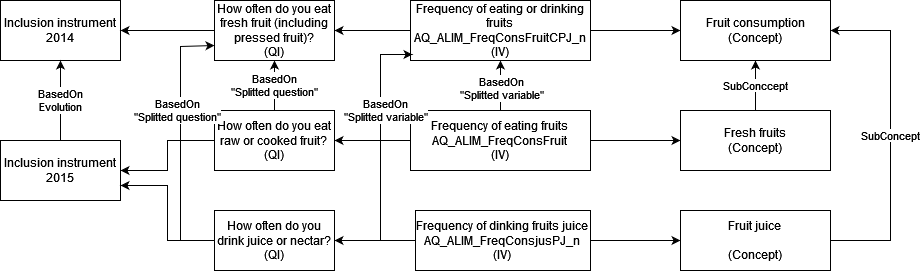 Inclusion instrument
2014
How often do you eat
fresh fruit (including
pressed fruit)?
(QI)
Frequency of eating or drinking
fruits
AQ_ALIM_FreqConsFruitCPJ_n
(IV)
Fruit consumption
(Concept)
BasedOn
Evolution
BasedOn
"Splitted question"
BasedOn
"Splitted question"
BasedOn
"Splitted variable"
BasedOn
"Splitted variable"
SubConccept
SubConcept
Inclusion instrument
2015
How often do you eat
raw or cooked fruit?
(QI)
Frequency of eating fruits
AQ_ALIM_FreqConsFruit
(IV)
Fresh fruits
(Concept)
How often do you
drink juice or nectar?
(QI)
Frequency of dinking fruits juice
AQ_ALIM_FreqConsjusPJ_n
(IV)
Fruit juice
(Concept)